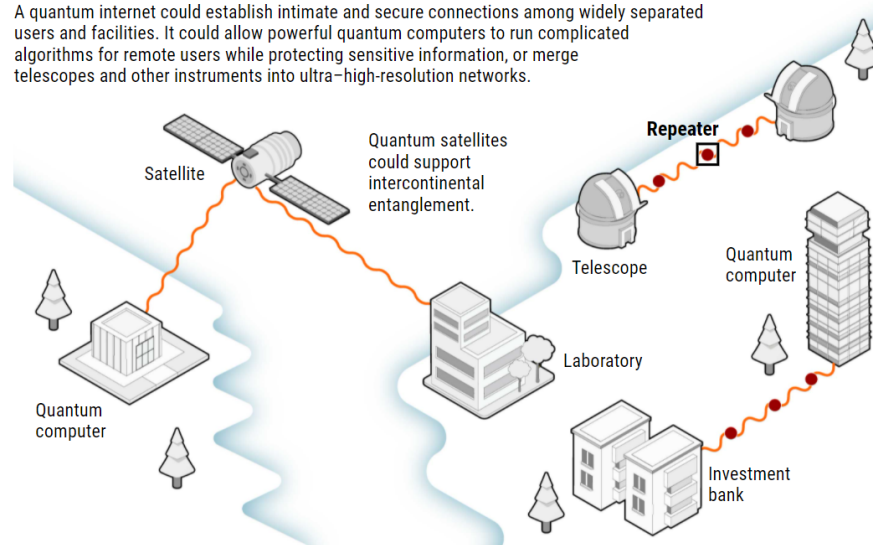 A quantum internet could establish intimate and secure connections among widely separated
users and facilities. It could allow powerful quantum computers to run complicated
algorithms for remote users while protecting sensitive information, or merge
telescopes and other instruments into ultra–high-resolution networks.
Repeater
Quantum satellites
could support
intercontinental
entanglement.
Satellite
Telescope
Quantum
computer
Laboratory
Quantum
computer
Investment
bank